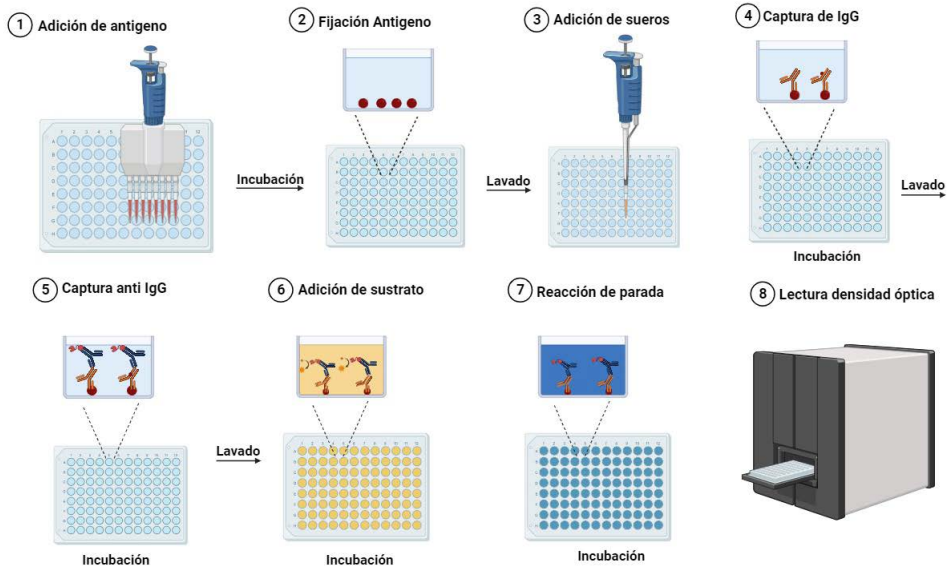 1 Adición de antigeno
Incubación
2 Fijación Antigeno
Lavado
3 Adición de sueros
4 Captura de IgG
Incubación
Lavado
5 Captura anti IgG
Incubación
Lavado
6 Adición de sustrato
Incubación
7 Reacción de parada
Incubación
8 Lectura densidad óptica